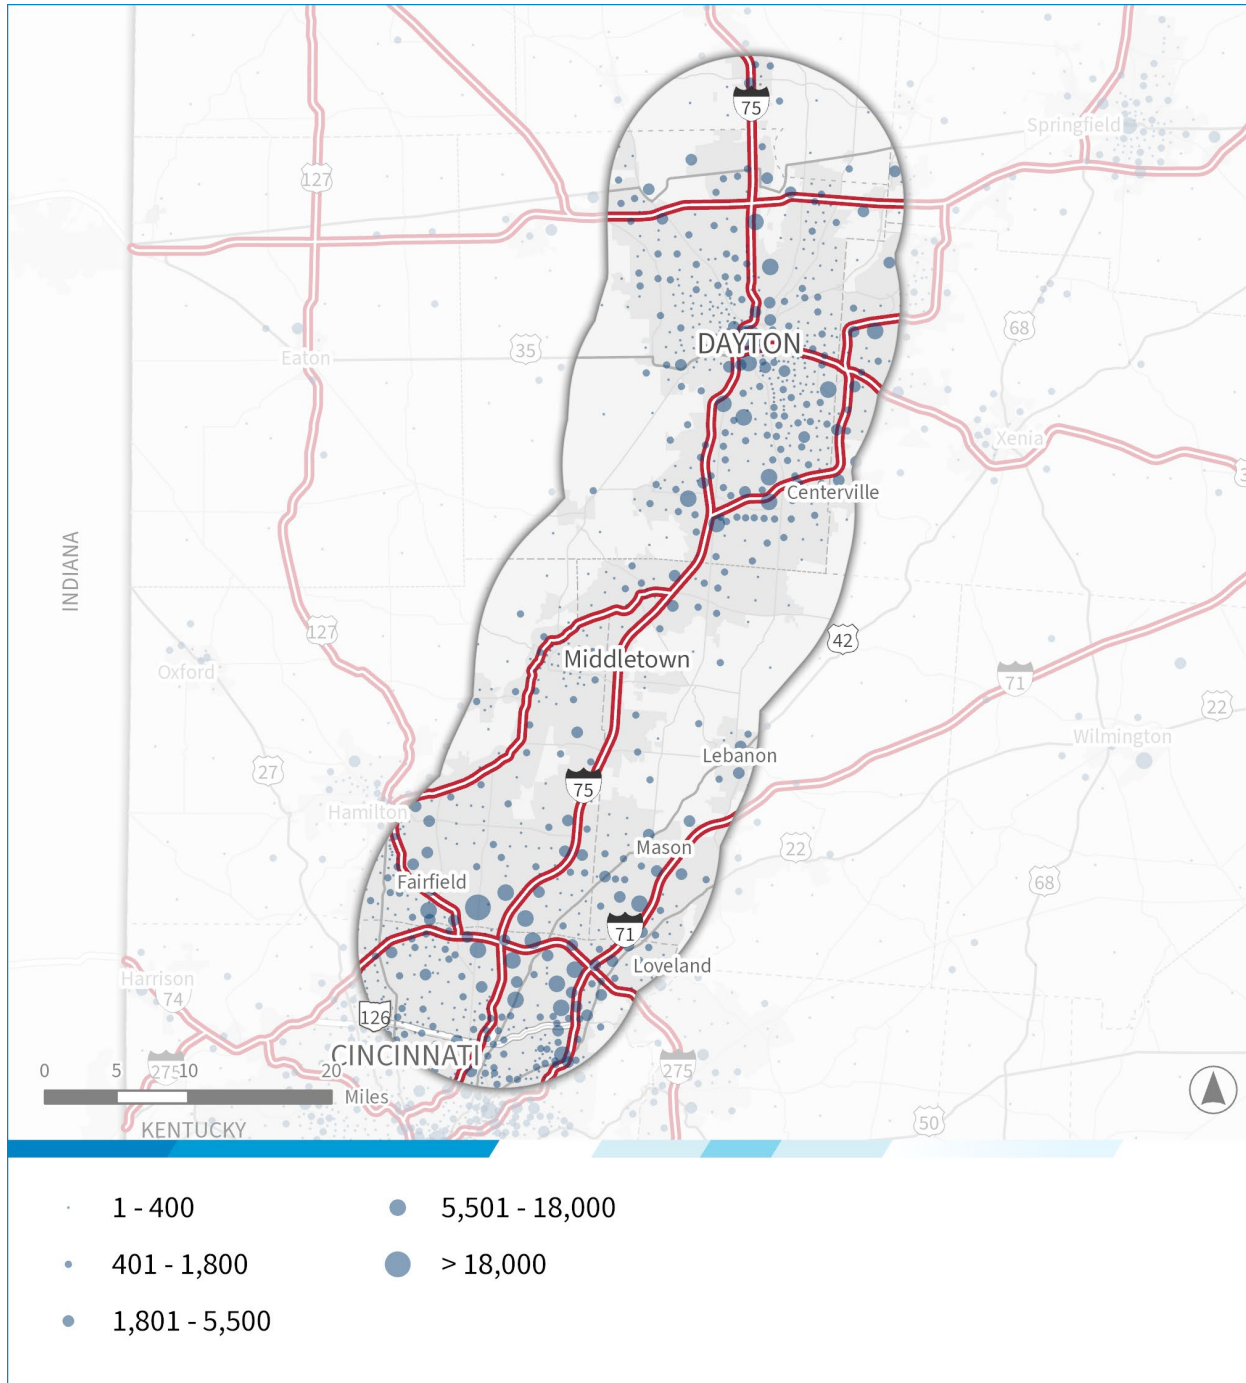 75
Springfield
127
68
DAYTON
35
Eaton
Xenia
3
Centerville
INDIANA
127
42
Middletown
Oxford
71
22
Wilmington
Lebanon
27
75
Hamilton
Mason
22
Fairfield
68
71
Loveland
Harrison
74
126
CINCINNATI
275
275
0 5 10 20
Miles
50
KENTUCKY
1 - 400
401 - 1,800
1,801 - 5,500
5,501 - 18,000
> 18,000